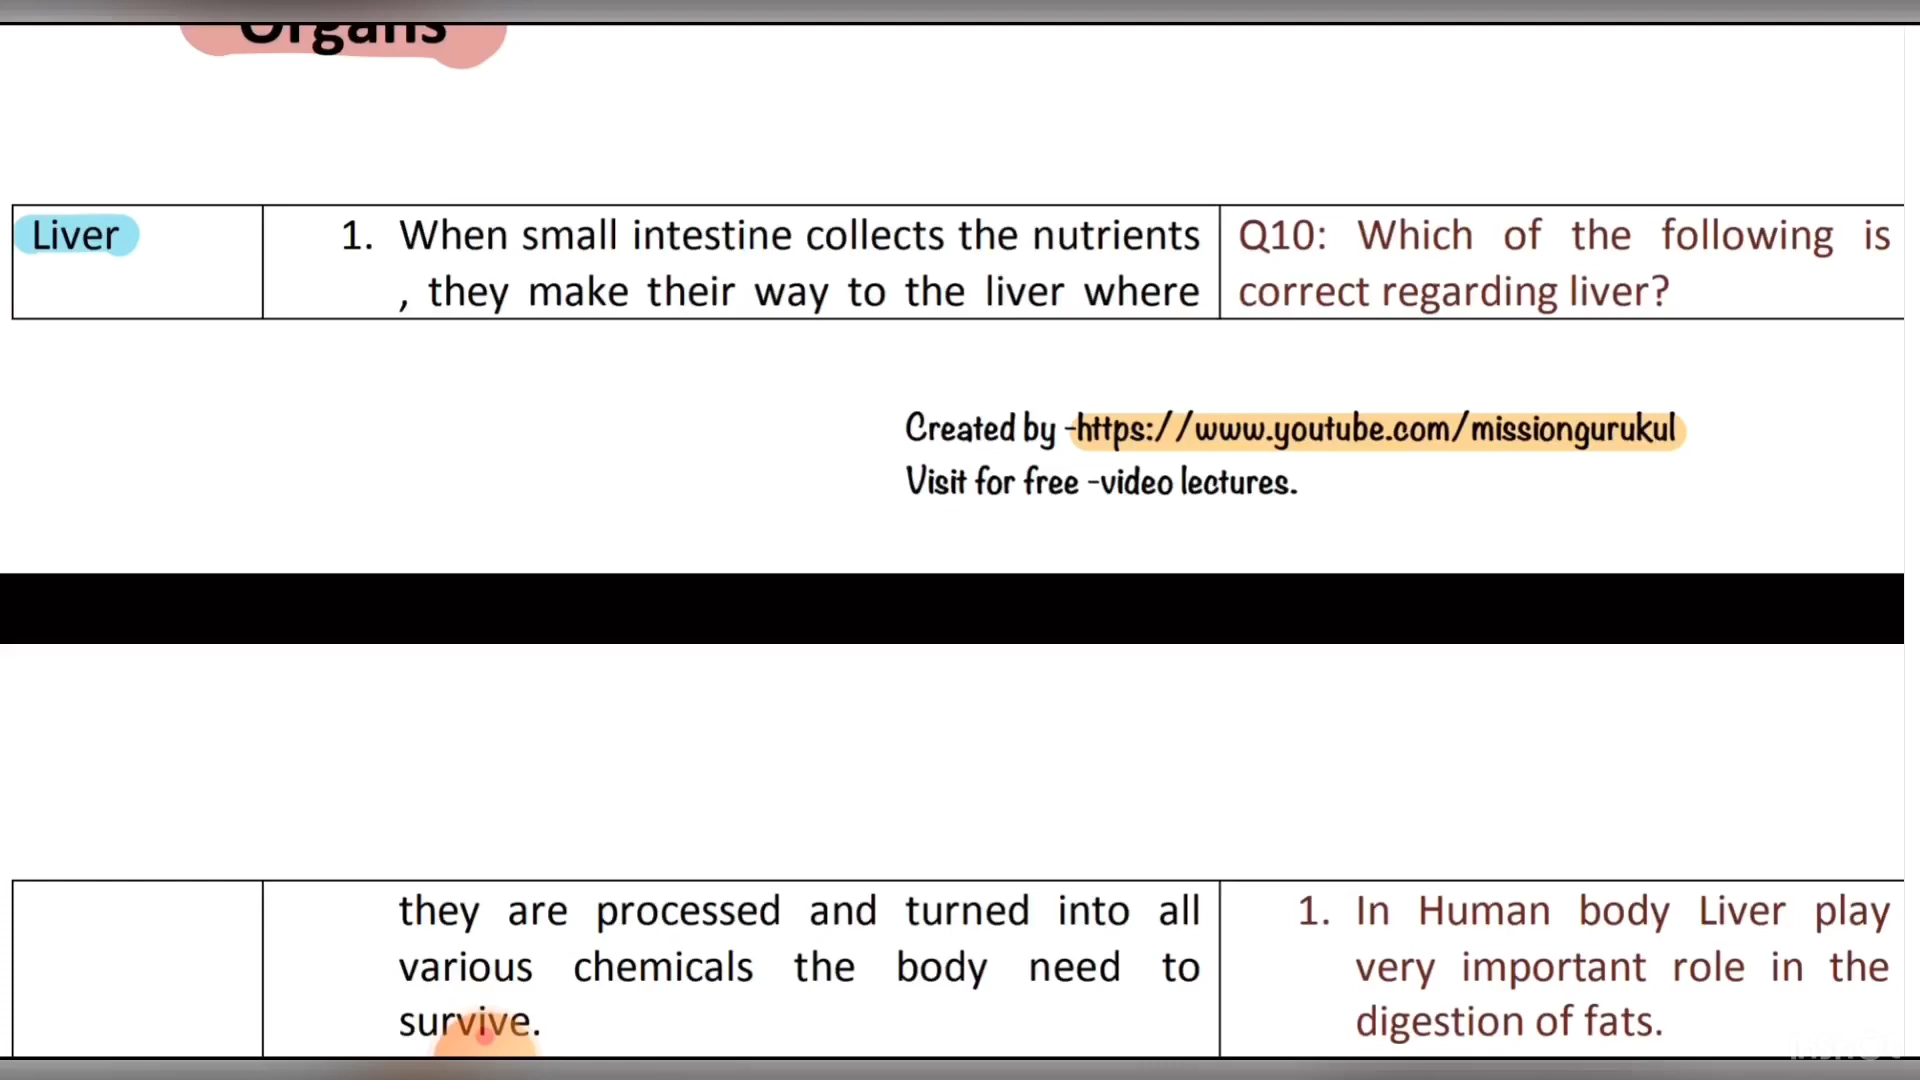 Organs
Liver
1. When small intestine collects the nutrients
, they make their way to the liver where
Q10: Which of the following is
correct regarding liver?
Created by -https://www.youtube.com/missiongurukul
Visit for free -video lectures.
they are processed and turned into all
various chemicals the body need to
survive.
1. In Human body Liver play
very important role in the
digestion of fats.